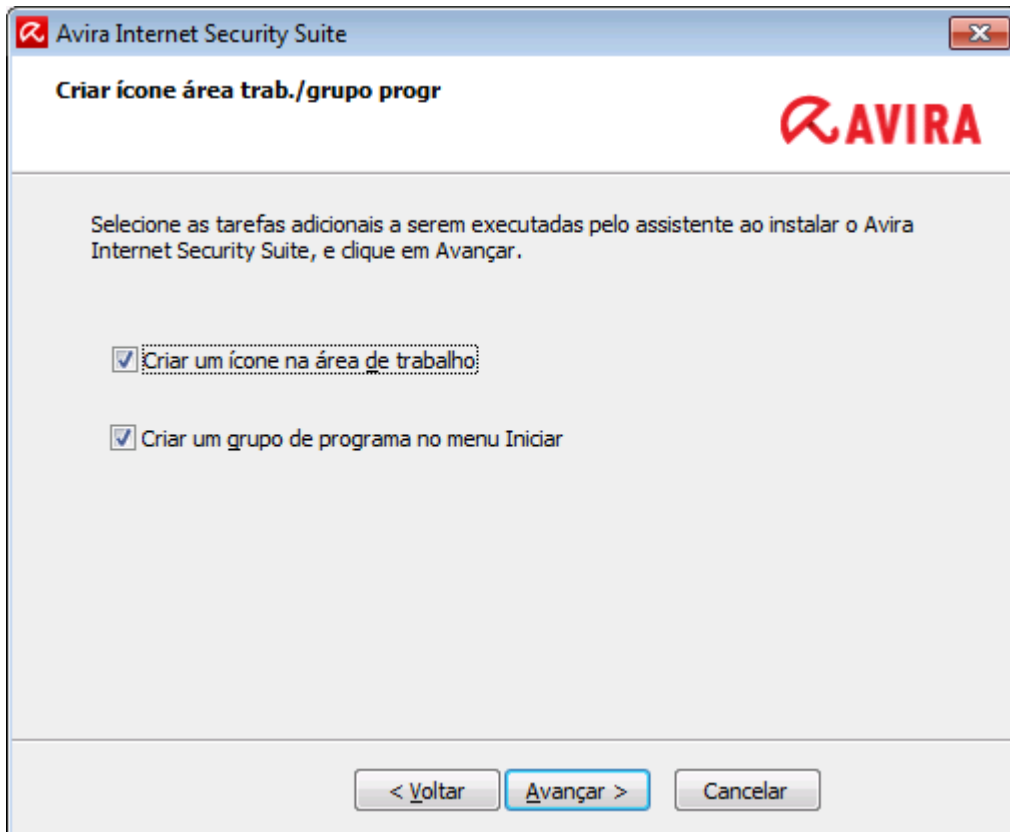 Avira Internet Security Suite
Criar ícone área trab./grupo progr
AVIRA
Selecione as tarefas adicionais a serem executadas pelo assistente ao instalar o Avira
Internet Security Suite, e clique em Avançar.
Criar um ícone na área de trabalho
Criar um grupo de programa no menu Iniciar
< Voltar Avançar > Cancelar